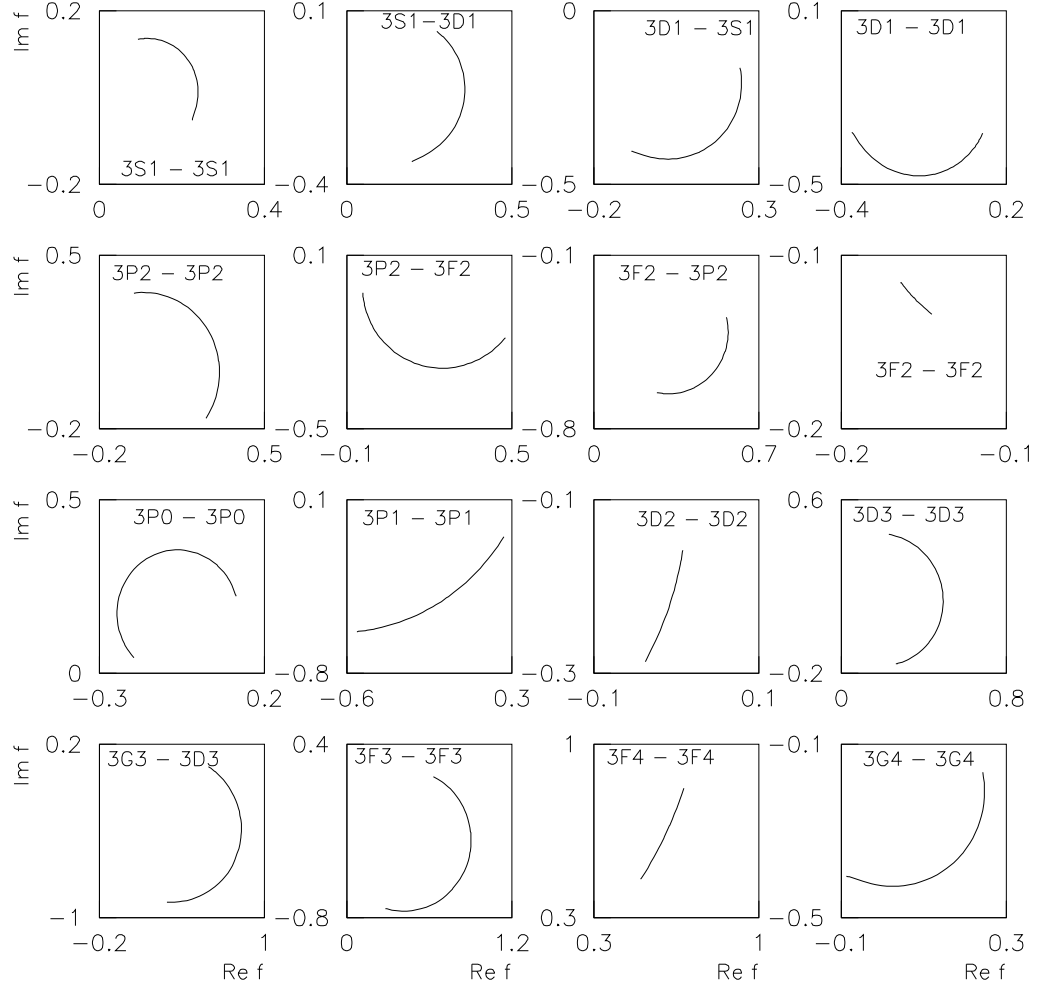 Im f
0.2
3S1 – 3S1
−0.2
0
0.4
0.1
3S1–3D1
−0.4
0
0.5
0
3D1 – 3S1
−0.5
−0.2
0.3
0.1
3D1 – 3D1
−0.5
−0.4
0.2
Im f
0.5
3P2 – 3P2
−0.2
−0.2
0.5
0.1
3P2 – 3F2
−0.5
−0.1
0.5
−0.1
3F2 – 3P2
−0.8
0
0.7
−0.1
3F2 – 3F2
−0.2
−0.2
−0.1
Im f
0.5
3P0 – 3P0
0
−0.3
0.2
0.1
3P1 – 3P1
−0.8
−0.6
0.3
−0.1
3D2 – 3D2
−0.3
−0.1
0.1
0.6
3D3 – 3D3
−0.2
0
0.8
Im f
0.2
3G3 – 3D3
−1
−0.2
1
Re f
0.4
3F3 – 3F3
−0.8
0
1.2
Re f
1
3F4 – 3F4
0.3
0.3
1
Re f
−0.1
3G4 – 3G4
−0.5
−0.1
0.3
Re f